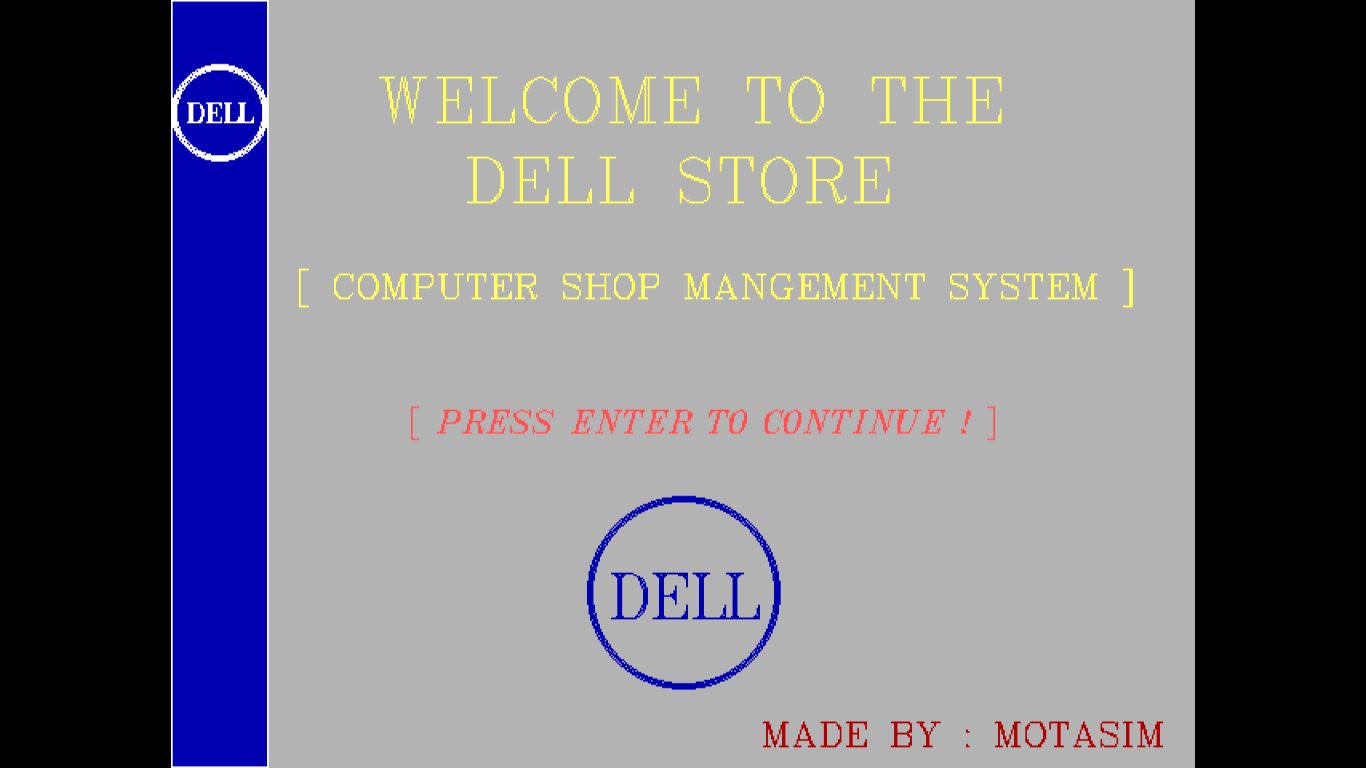 DELL
WELCOME TO THE
DELL STORE
[ COMPUTER SHOP MANGEMENT SYSTEM ]
[ PRESS ENTER TO CONTINUE ! ]
DELL
MADE BY : MOTASIM